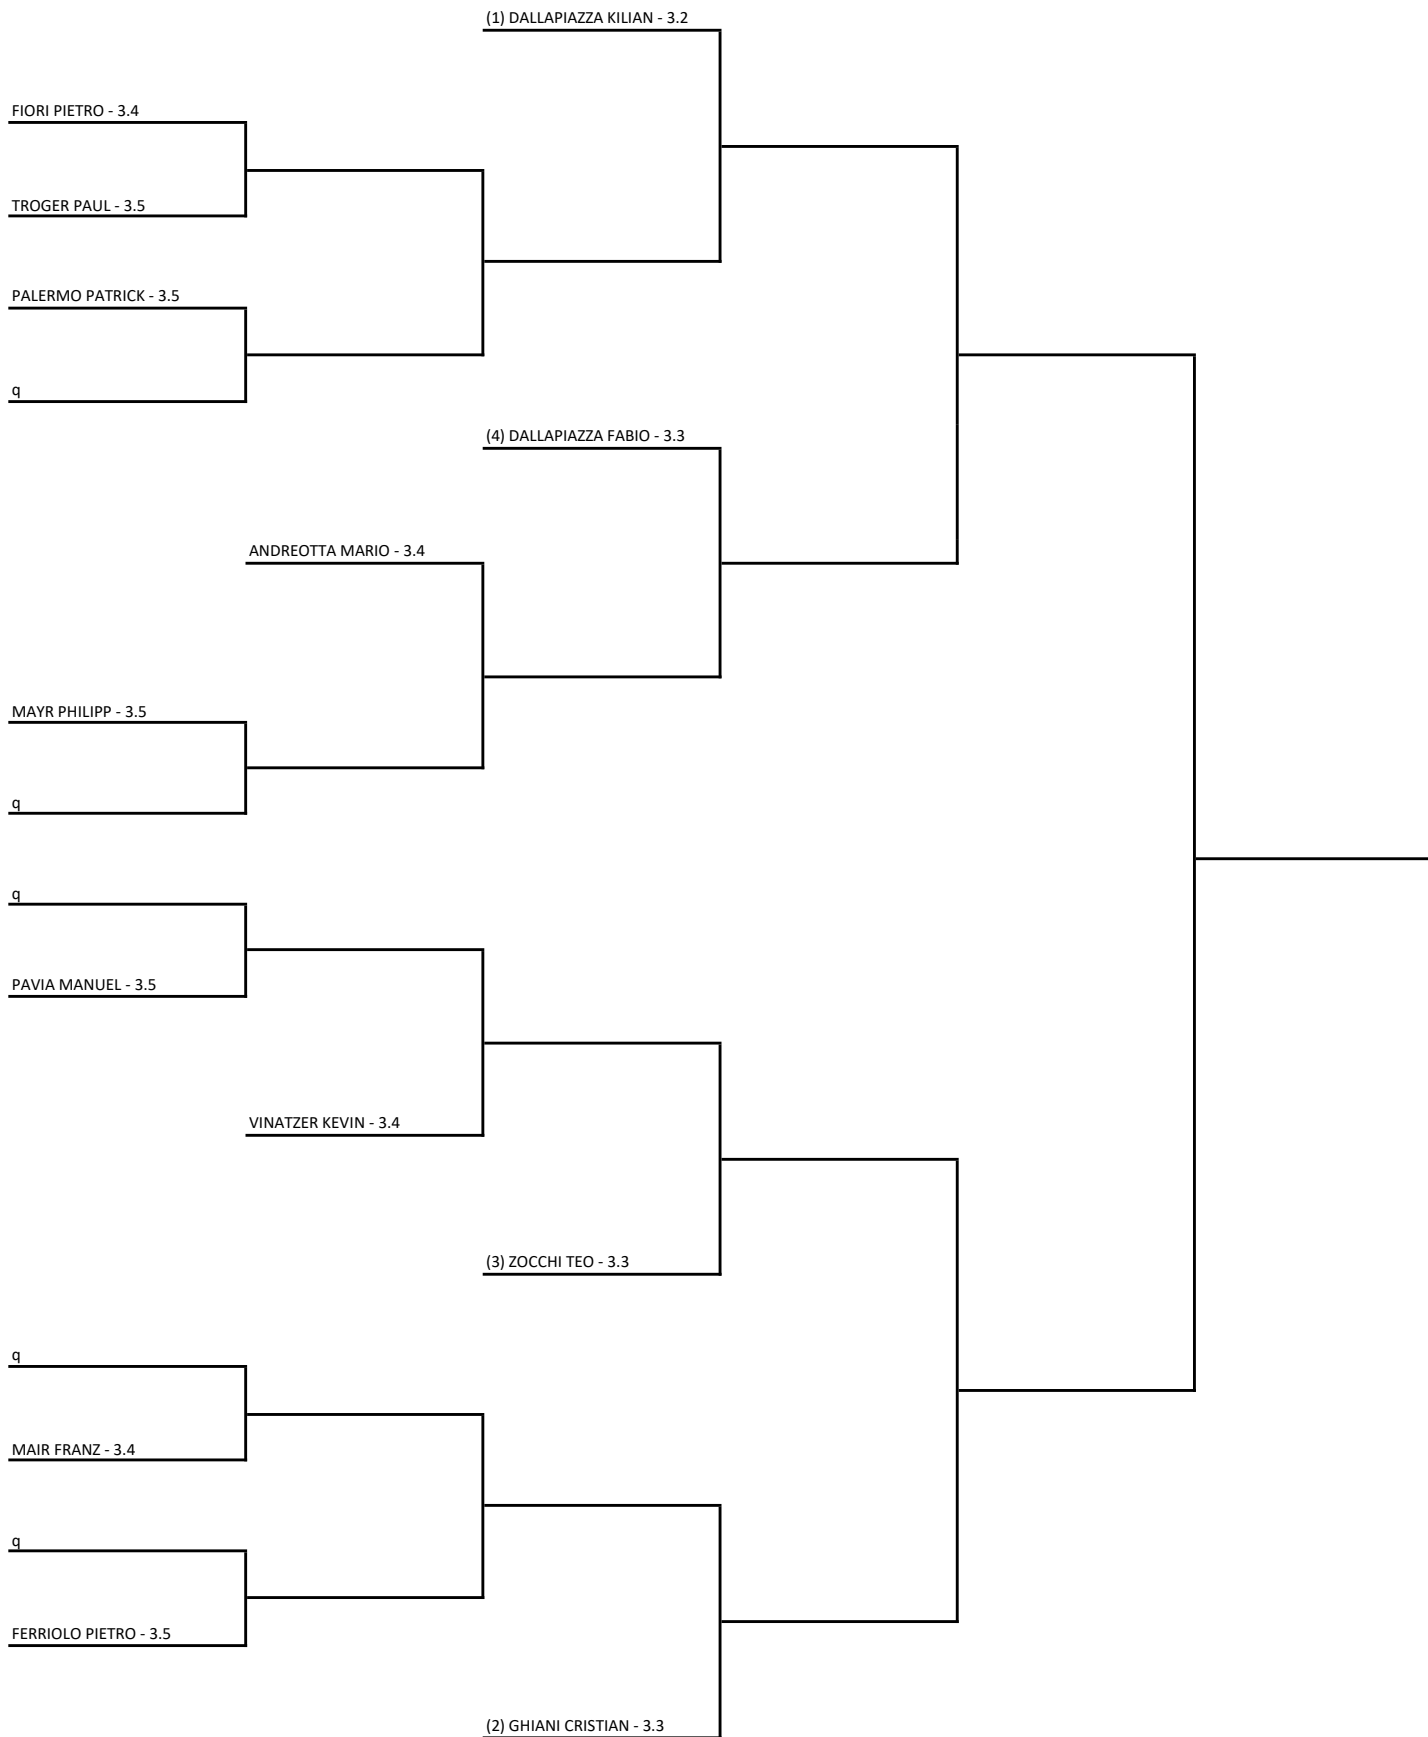 (1) DALLAPIAZZA KILIAN - 3.2
FIORI PIETRO - 3.4
TROGER PAUL - 3.5
PALERMO PATRICK - 3.5
q
(4) DALLAPIAZZA FABIO - 3.3
ANDREOTTA MARIO - 3.4
MAYR PHILIPP - 3.5
q
q
PAVIA MANUEL - 3.5
VINATZER KEVIN - 3.4
(3) ZOCCHI TEO - 3.3
q
MAIR FRANZ - 3.4
q
FERRIOLO PIETRO - 3.5
(2) GHIANI CRISTIAN - 3.3